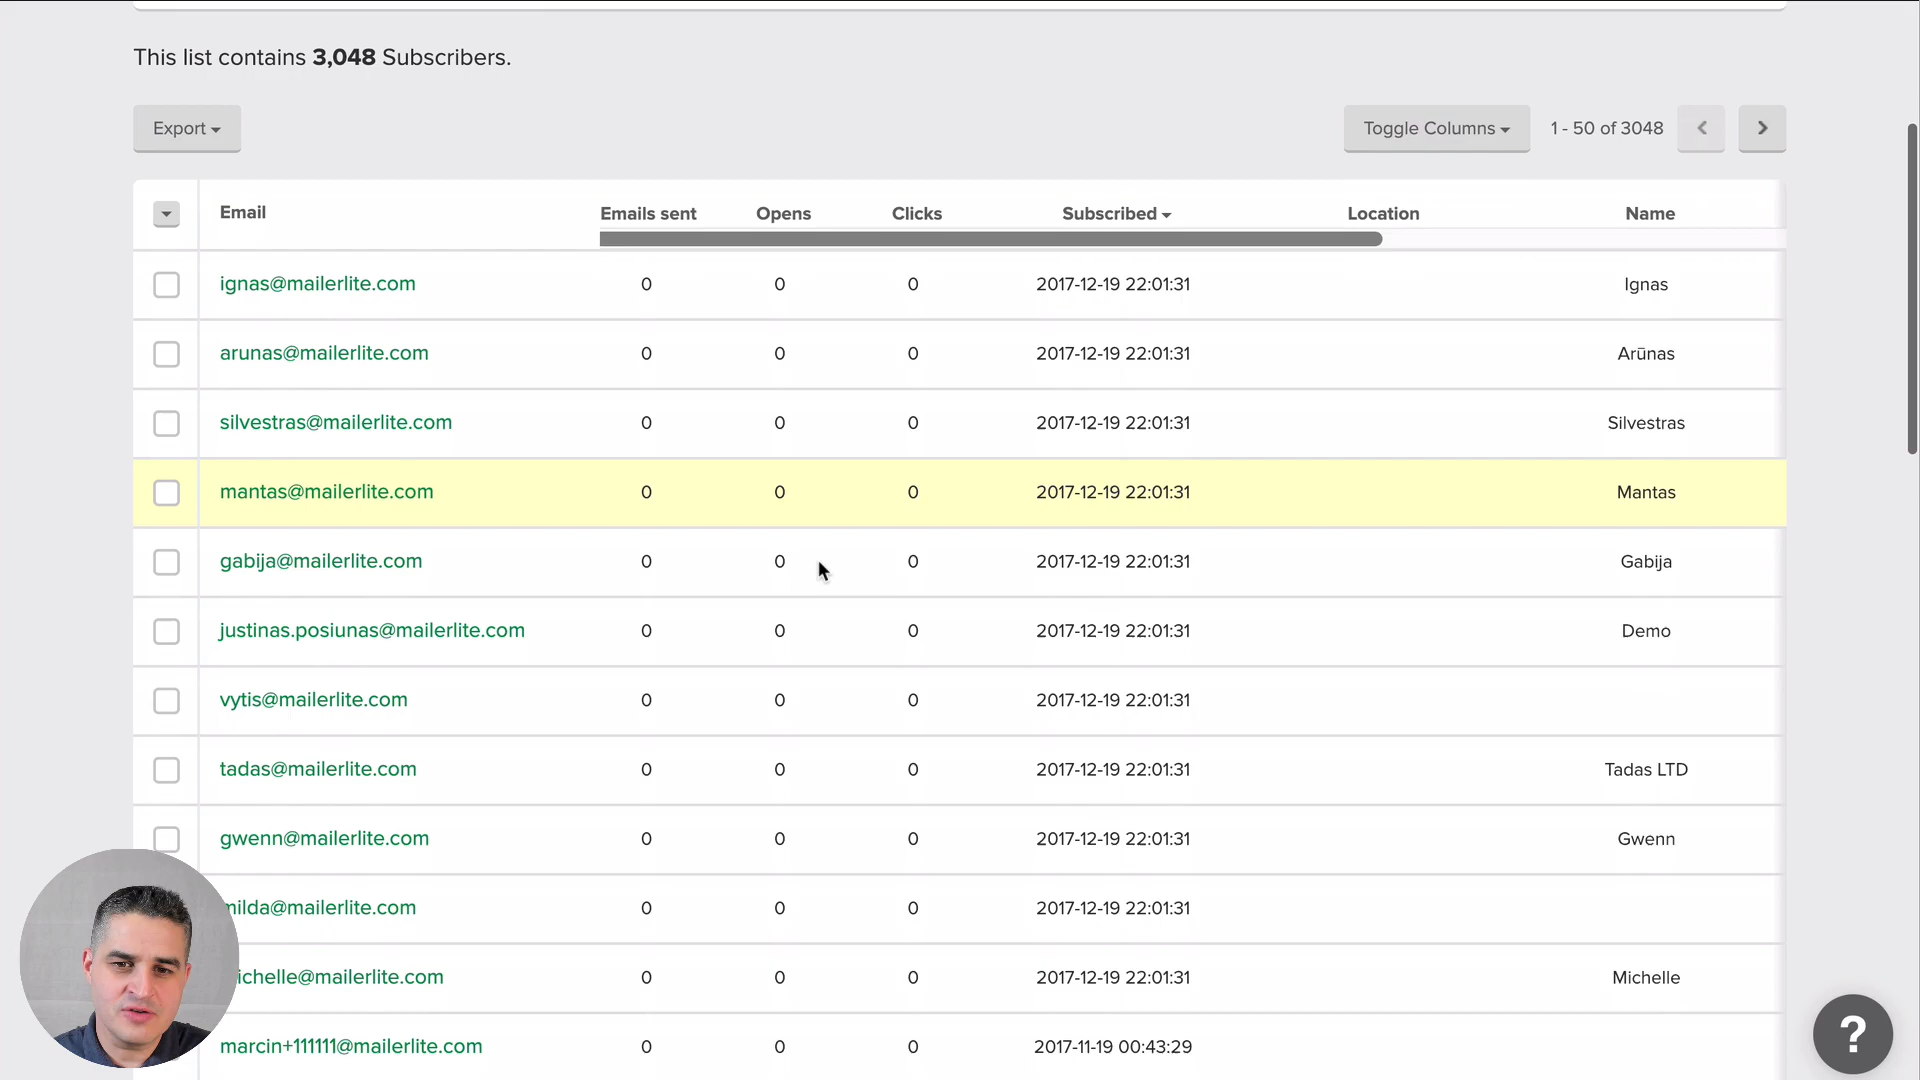 This list contains 3,048 Subscribers.
Export
Toggle Columns
1 - 50 of 3048
Email Emails sent Opens Clicks Subscribed Location Name
ignas@mailerlite.com 0 0 0 2017-12-19 22:01:31 Ignas
arunas@mailerlite.com 0 0 0 2017-12-19 22:01:31 Arūnas
silvestras@mailerlite.com 0 0 0 2017-12-19 22:01:31 Silvestras
mantas@mailerlite.com 0 0 0 2017-12-19 22:01:31 Mantas
gabija@mailerlite.com 0 0 0 2017-12-19 22:01:31 Gabija
justinas.posiunas@mailerlite.com 0 0 0 2017-12-19 22:01:31 Demo
vytis@mailerlite.com 0 0 0 2017-12-19 22:01:31
tadas@mailerlite.com 0 0 0 2017-12-19 22:01:31 Tadas LTD
gwenn@mailerlite.com 0 0 0 2017-12-19 22:01:31 Gwenn
milda@mailerlite.com 0 0 0 2017-12-19 22:01:31
ichelle@mailerlite.com 0 0 0 2017-12-19 22:01:31 Michelle
marcin+111111@mailerlite.com 0 0 0 2017-11-19 00:43:29
?